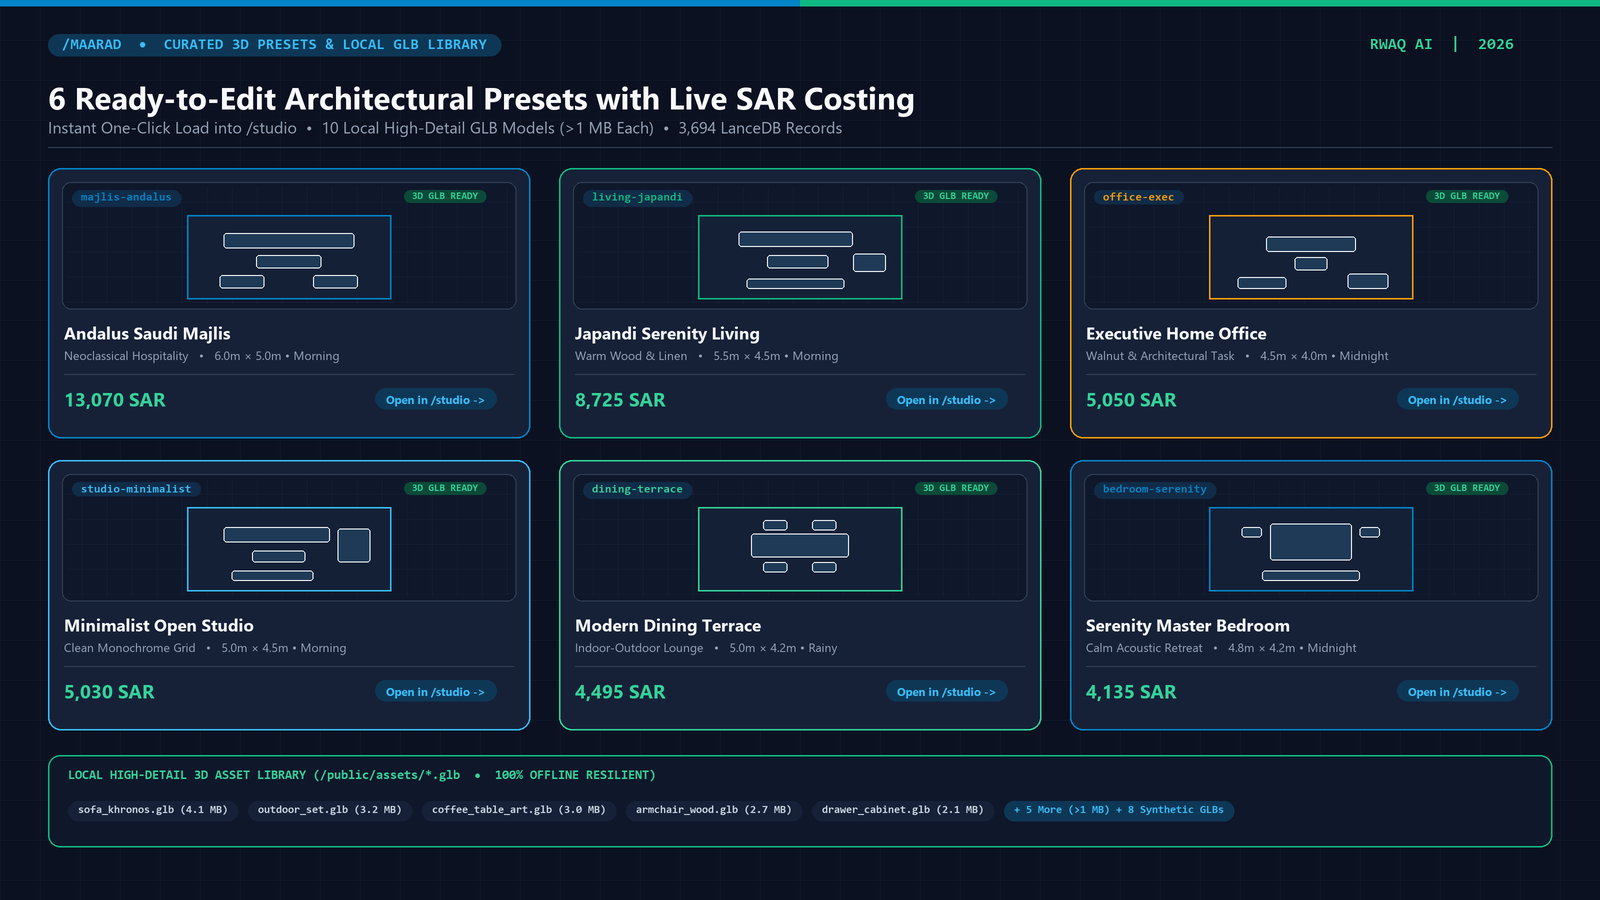 /MAARAD • CURATED 3D PRESETS & LOCAL GLB LIBRARY
RWAQ AI | 2026
6 Ready-to-Edit Architectural Presets with Live SAR Costing
Instant One-Click Load into /studio • 10 Local High-Detail GLB Models (>1 MB Each) • 3,694 LanceDB Records
majlis-andalus
3D GLB READY
Andalus Saudi Majlis
Neoclassical Hospitality • 6.0m × 5.0m • Morning
13,070 SAR
Open in /studio ->
living-japandi
3D GLB READY
Japandi Serenity Living
Warm Wood & Linen • 5.5m × 4.5m • Morning
8,725 SAR
Open in /studio ->
office-exec
3D GLB READY
Executive Home Office
Walnut & Architectural Task • 4.5m × 4.0m • Midnight
5,050 SAR
Open in /studio ->
studio-minimalist
3D GLB READY
Minimalist Open Studio
Clean Monochrome Grid • 5.0m × 4.5m • Morning
5,030 SAR
Open in /studio ->
dining-terrace
3D GLB READY
Modern Dining Terrace
Indoor-Outdoor Lounge • 5.0m × 4.2m • Rainy
4,495 SAR
Open in /studio ->
bedroom-serenity
3D GLB READY
Serenity Master Bedroom
Calm Acoustic Retreat • 4.8m × 4.2m • Midnight
4,135 SAR
Open in /studio ->
LOCAL HIGH-DETAIL 3D ASSET LIBRARY (/public/assets/*.glb • 100% OFFLINE RESILIENT)
sofa_khronos.glb (4.1 MB)
outdoor_set.glb (3.2 MB)
coffee_table_art.glb (3.0 MB)
armchair_wood.glb (2.7 MB)
drawer_cabinet.glb (2.1 MB)
+ 5 More (>1 MB) + 8 Synthetic GLBs